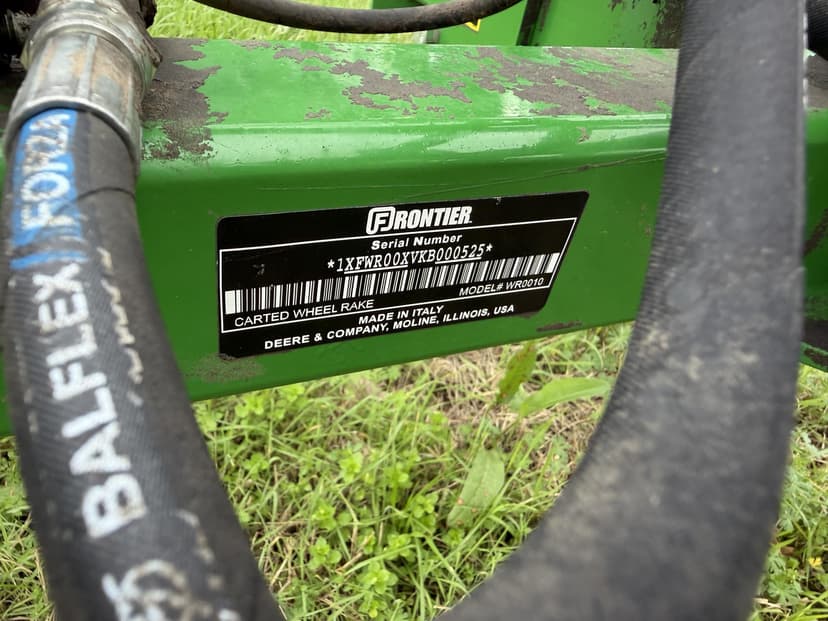 FRONTIER
Serial Number
*1XFWR00XVKB000525*
CARTED WHEEL RAKE
MODEL# WR0010
MADE IN ITALY
DEERE & COMPANY, MOLINE, ILLINOIS, USA
BALFLEX